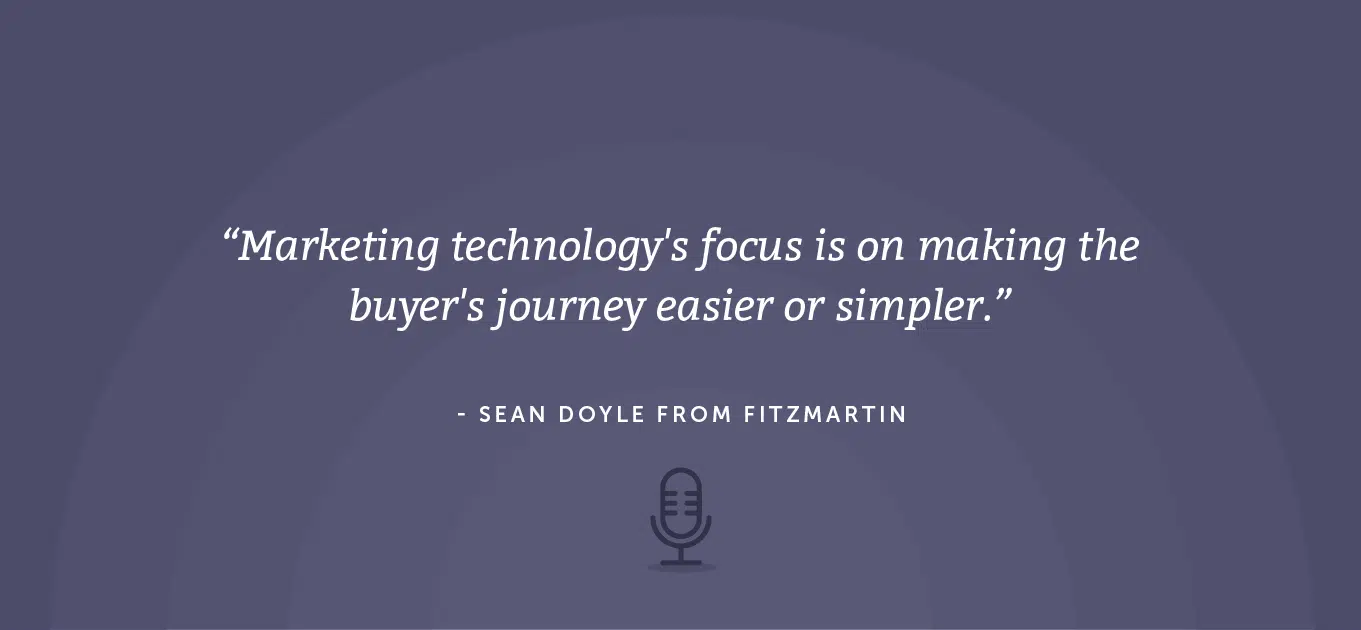 “Marketing technology's focus is on making the
buyer's journey easier or simpler.”
- SEAN DOYLE FROM FITZMARTIN